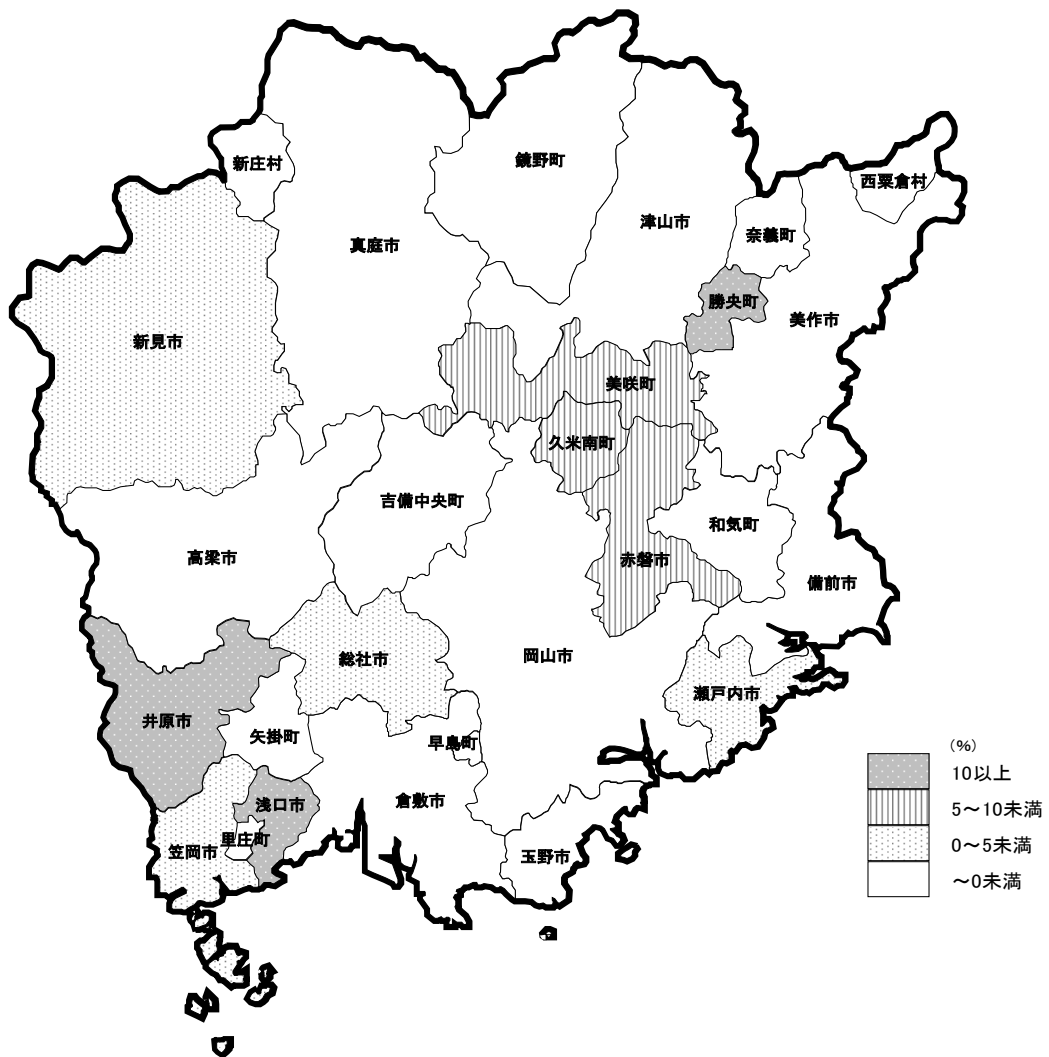 新庄村
鏡野町
西粟倉村
津山市
奈義町
真庭市
勝央町
美作市
新見市
美咲町
久米南町
吉備中央町
和気町
高梁市
赤磐市
備前市
岡山市
総社市
瀬戸内市
井原市
矢掛町
早島町
浅口市
倉敷市
里庄町
笠岡市
玉野市
(%)
10以上
5～10未満
0～5未満
～0未満